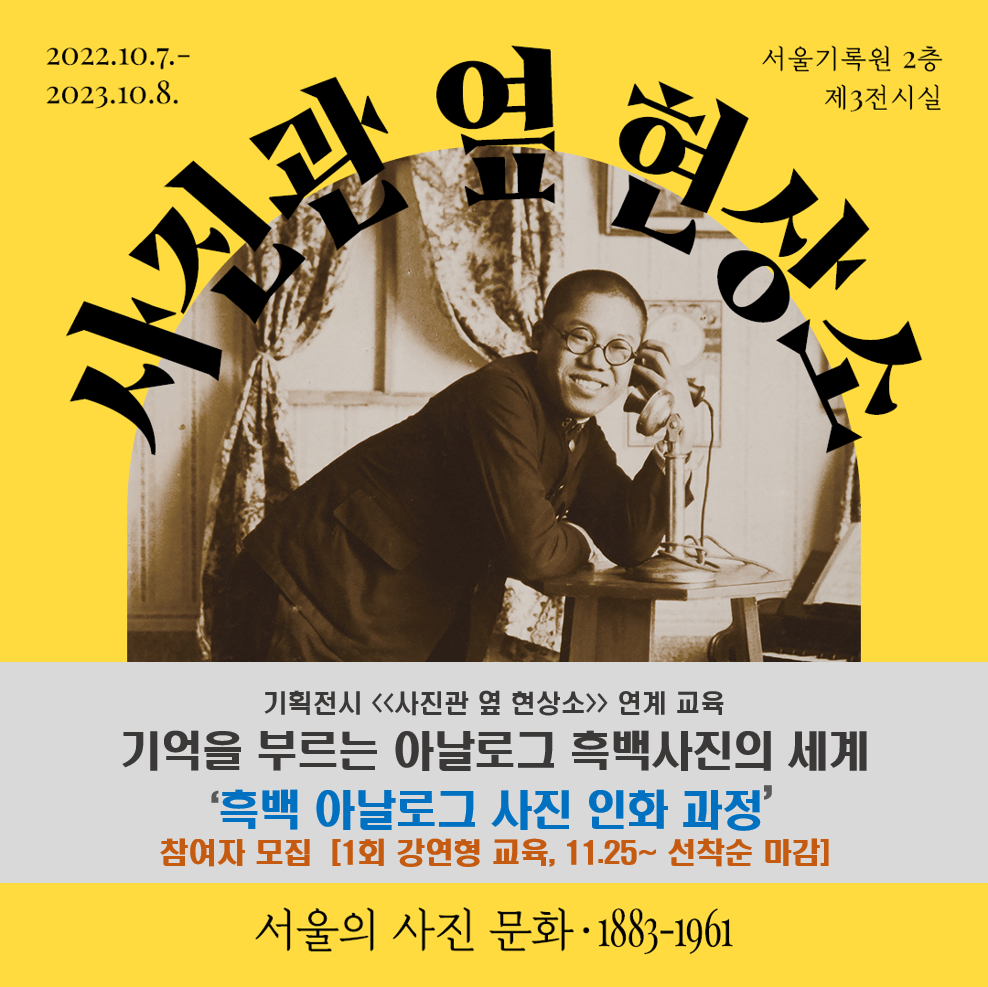 2022.10.7.-
2023.10.8.
서울기록원 2층
제3전시실
사진관 옆 현상소
기획전시 <<사진관 옆 현상소>> 연계 교육
기억을 부르는 아날로그 흑백사진의 세계
‘흑백 아날로그 사진 인화 과정’
참여자 모집 [1회 강연형 교육, 11.25~ 선착순 마감]
서울의 사진 문화·1883-1961